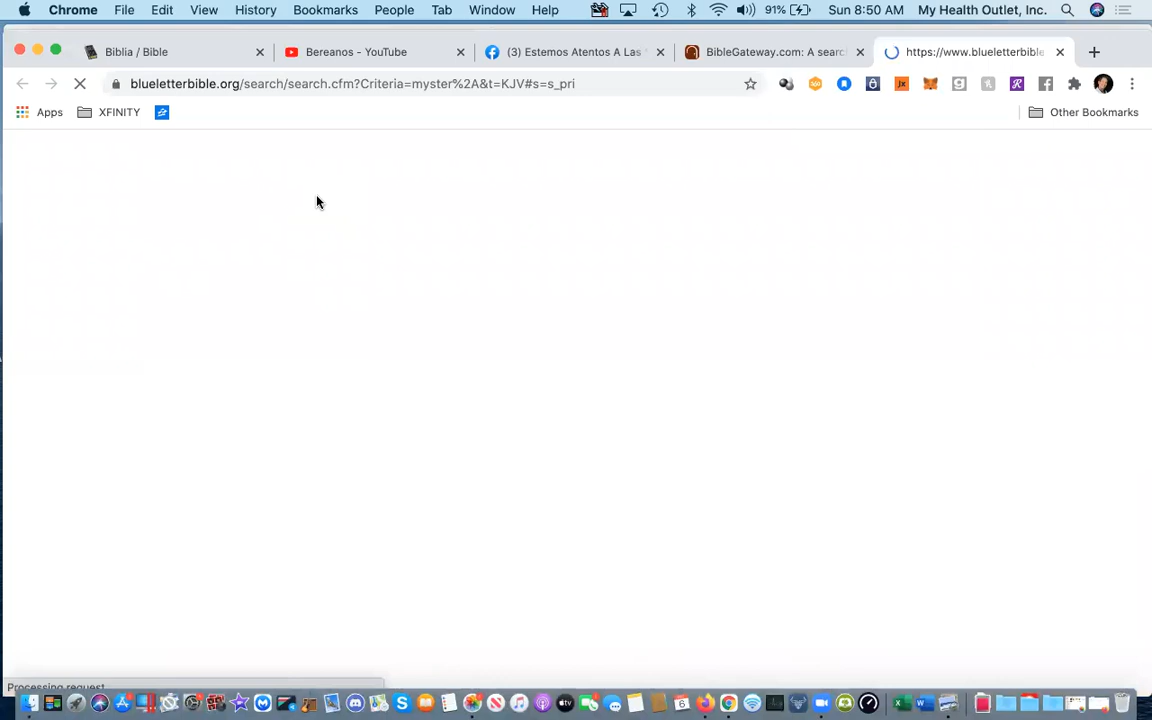 Chrome File Edit View History Bookmarks People Tab Window Help 91% Sun 8:50 AM My Health Outlet, Inc.
Biblia / Bible Bereanos - YouTube (3) Estemos Atentos A Las BibleGateway.com: A searc https://www.blueletterbible
blueletterbible.org/search/search.cfm?Criteria=myster%2A&t=KJV#s=s_pri
Apps XFINITY Other Bookmarks
Processing request